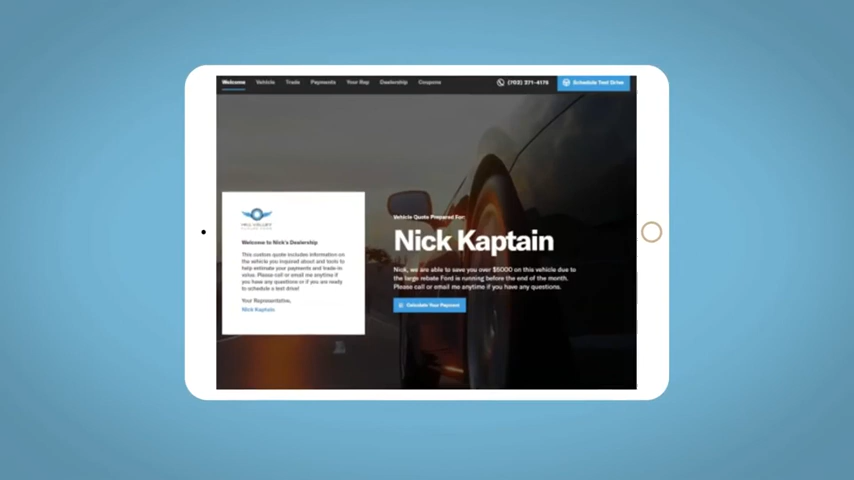 Welcome Vehicle Trade Payments Your Rep Dealership Coupons (702) 271-4176 Schedule Test Drive
Welcome to Nick's Dealership
This custom quote includes information on
the vehicle you inquired about and tools to
help estimate your payments and trade-in
value. Please call or email me anytime if
you have any questions or if you are ready
to schedule a test drive!
Your Representative,
Nick Kaptain
Vehicle Quote Prepared For:
Nick Kaptain
Nick, we are able to save you over $5000 on this vehicle due to
the large rebate Ford is running before the end of the month.
Please call or email me anytime if you have any questions.
Calculate Your Payment